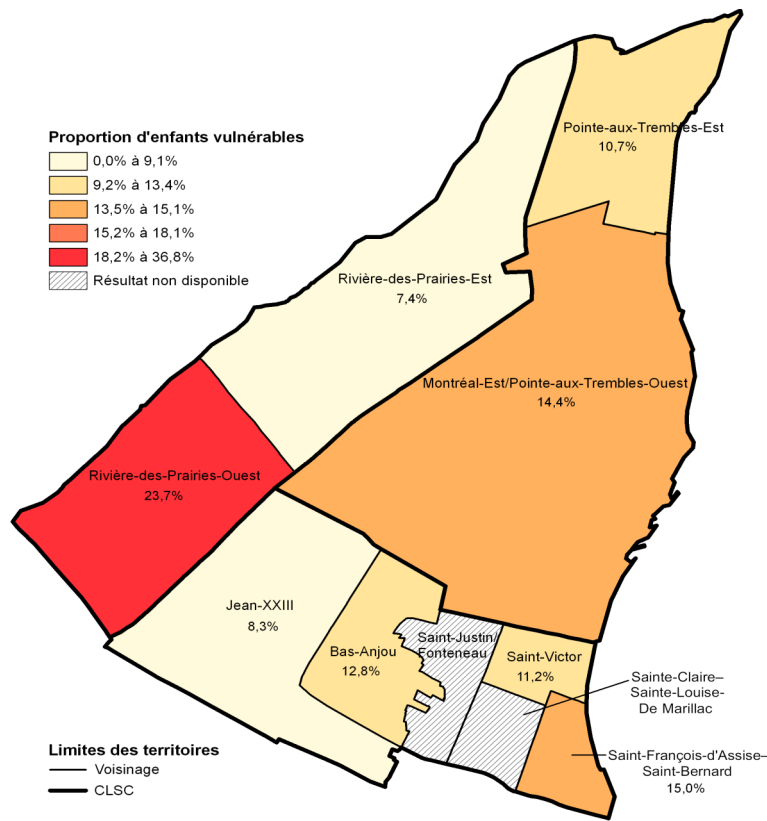 Proportion d'enfants vulnérables
0,0% à 9,1%
9,2% à 13,4%
13,5% à 15,1%
15,2% à 18,1%
18,2% à 36,8%
Résultat non disponible
Pointe-aux-Trembles-Est
10,7%
Rivière-des-Prairies-Est
7,4%
Montréal-Est/Pointe-aux-Trembles-Ouest
14,4%
Rivière-des-Prairies-Ouest
23,7%
Jean-XXIII
8,3%
Bas-Anjou
12,8%
Saint-Justin/
Fonteneau
Saint-Victor
11,2%
Sainte-Claire–
Sainte-Louise-
De Marillac
Saint-François-d'Assise–
Saint-Bernard
15,0%
Limites des territoires
Voisinage
CLSC